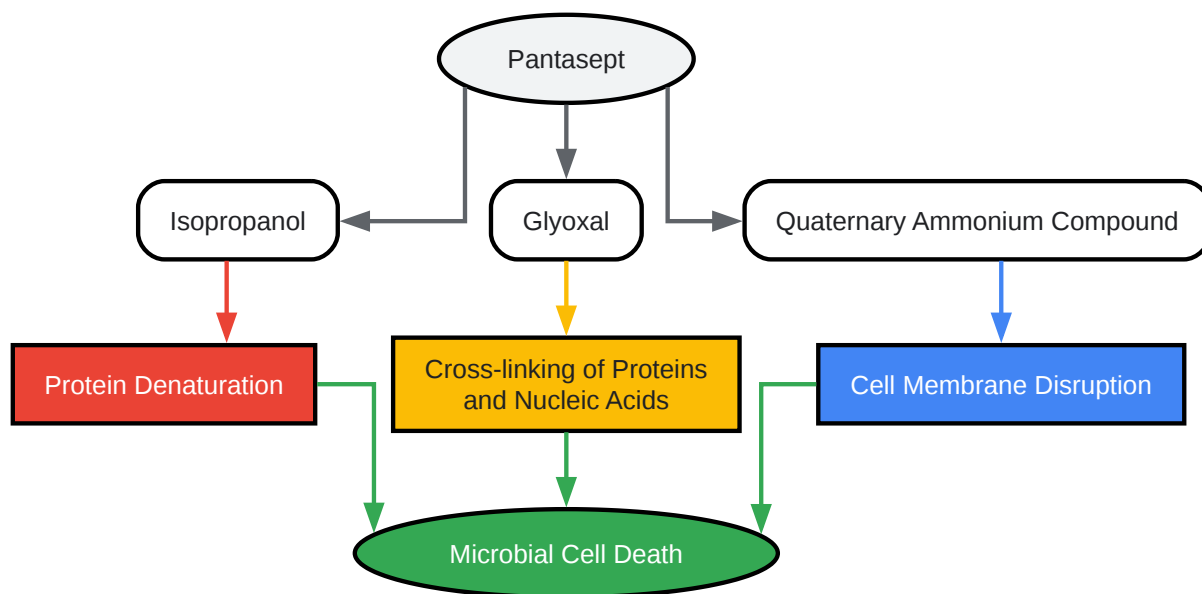 Pantasept
Isopropanol
Glyoxal
Quaternary Ammonium Compound
Protein Denaturation
Cross-linking of Proteins
and Nucleic Acids
Cell Membrane Disruption
Microbial Cell Death